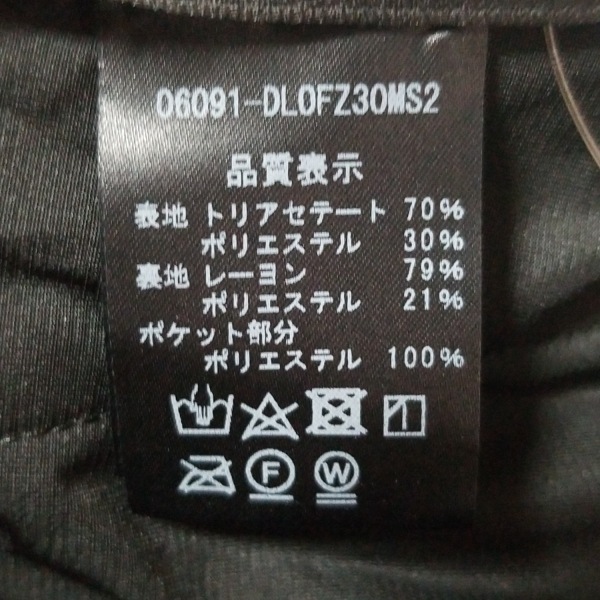 06091-DL0FZ30MS2
品質表示
表地 トリアセテート 70%
ポリエステル 30%
裏地 レーヨン 79%
ポリエステル 21%
ポケット部分
ポリエステル 100%
F W